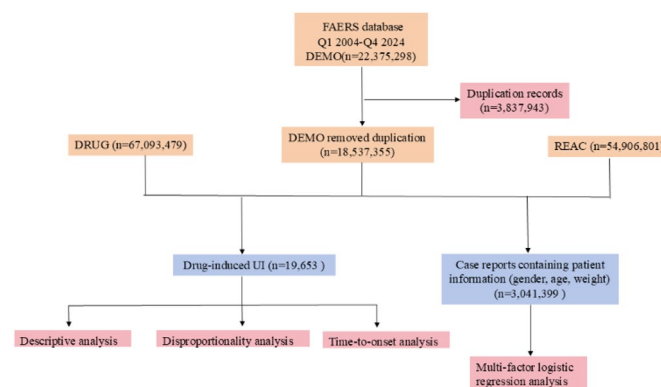 FAERS database
Q1 2004-Q4 2024
DEMO(n=22,375,298)
Duplication records
(n=3,837,943)
DRUG (n=67,093,479)
DEMO removed duplication
(n=18,537,355)
REAC (n=54,906,801)
Drug-induced UI (n=19,653 )
Case reports containing patient
information (gender, age, weight)
(n=3,041,399 )
Descriptive analysis
Disproportionality analysis
Time-to-onset analysis
Multi-factor logistic
regression analysis